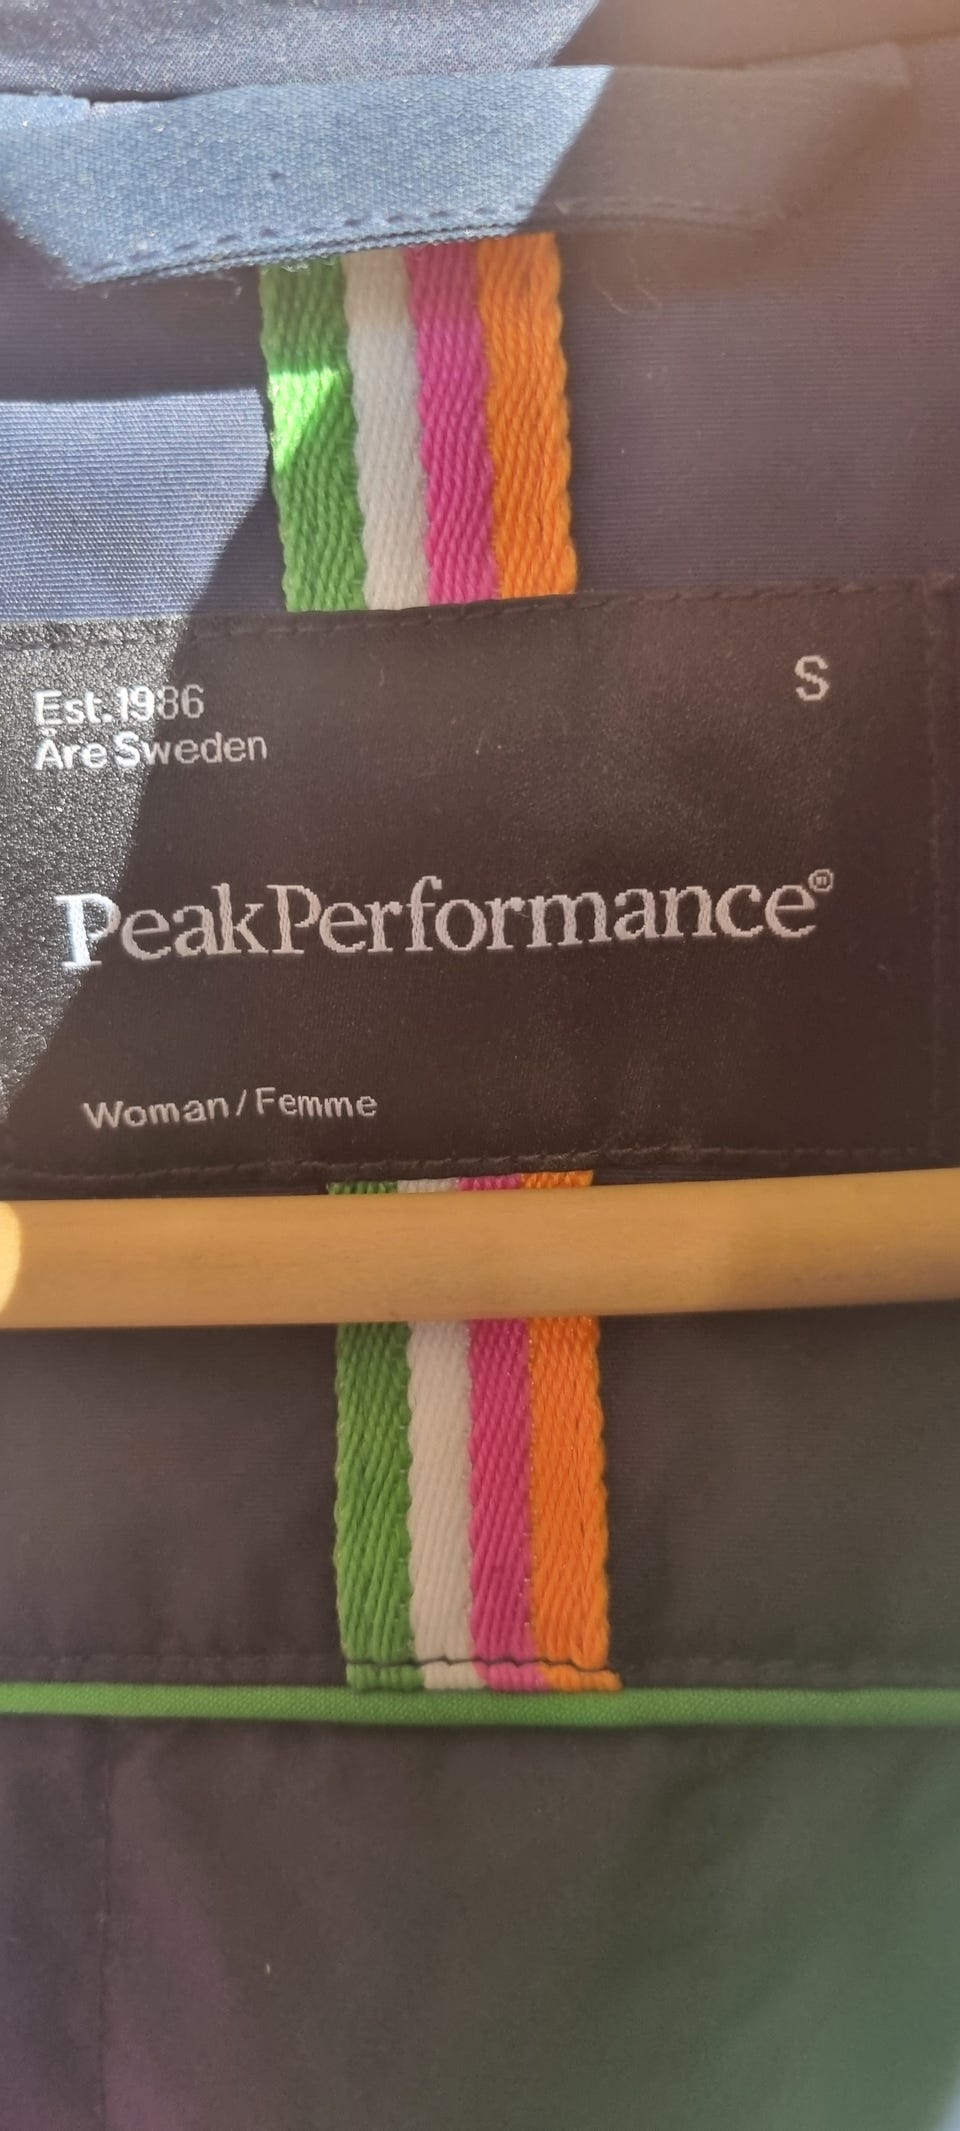 Est.1986
Åre Sweden
S
PeakPerformance®
Woman/Femme